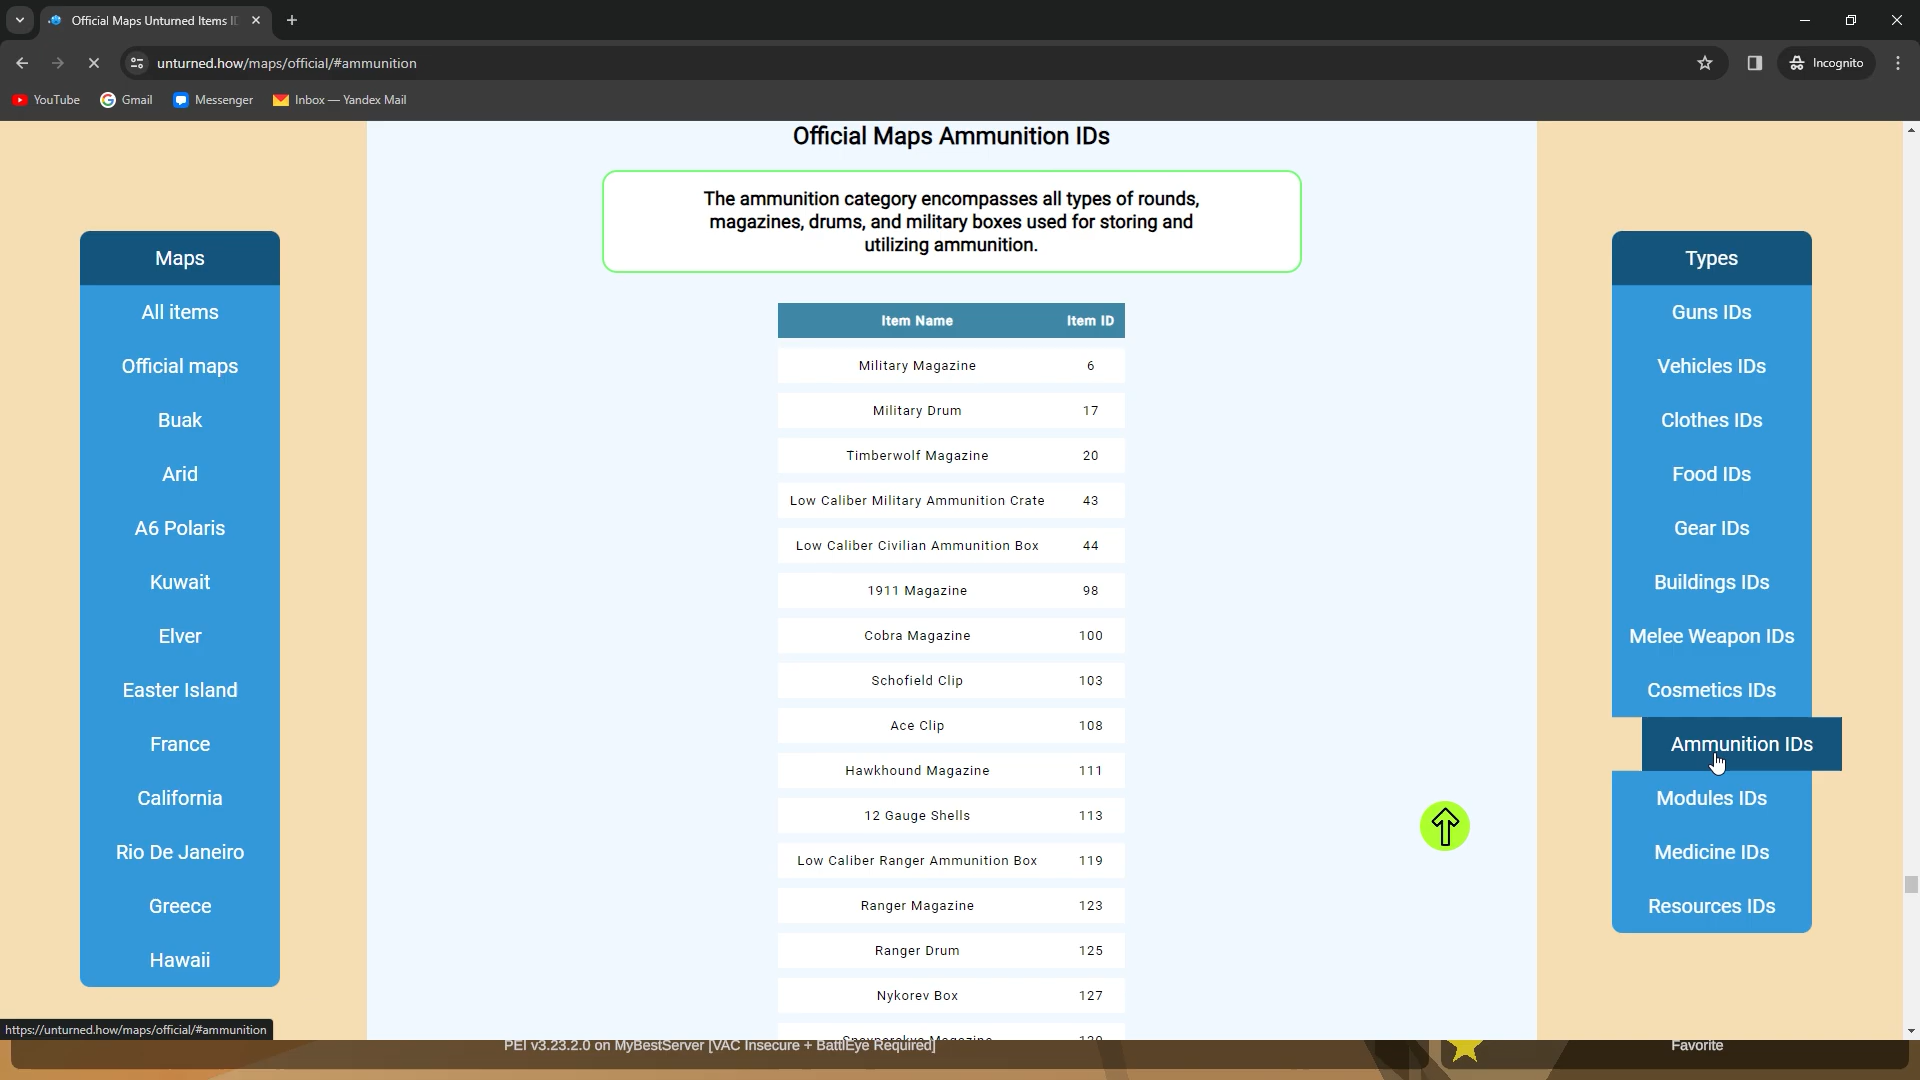 Official Maps Unturned Items I
unturned.how/maps/official/#ammunition
Incognito
YouTube
Gmail
Messenger
Inbox — Yandex Mail
Official Maps Ammunition IDs
The ammunition category encompasses all types of rounds,
magazines, drums, and military boxes used for storing and
utilizing ammunition.
Maps
All items
Official maps
Buak
Arid
A6 Polaris
Kuwait
Elver
Easter Island
France
California
Rio De Janeiro
Greece
Hawaii
Item Name Item ID
Military Magazine 6
Military Drum 17
Timberwolf Magazine 20
Low Caliber Military Ammunition Crate 43
Low Caliber Civilian Ammunition Box 44
1911 Magazine 98
Cobra Magazine 100
Schofield Clip 103
Ace Clip 108
Hawkhound Magazine 111
12 Gauge Shells 113
Low Caliber Ranger Ammunition Box 119
Ranger Magazine 123
Ranger Drum 125
Nykorev Box 127
Types
Guns IDs
Vehicles IDs
Clothes IDs
Food IDs
Gear IDs
Buildings IDs
Melee Weapon IDs
Cosmetics IDs
Ammunition IDs
Modules IDs
Medicine IDs
Resources IDs
https://unturned.how/maps/official/#ammunition
PEI v3.23.2.0 on MyBestServer [VAC Insecure + BattlEye Required]
Favorite